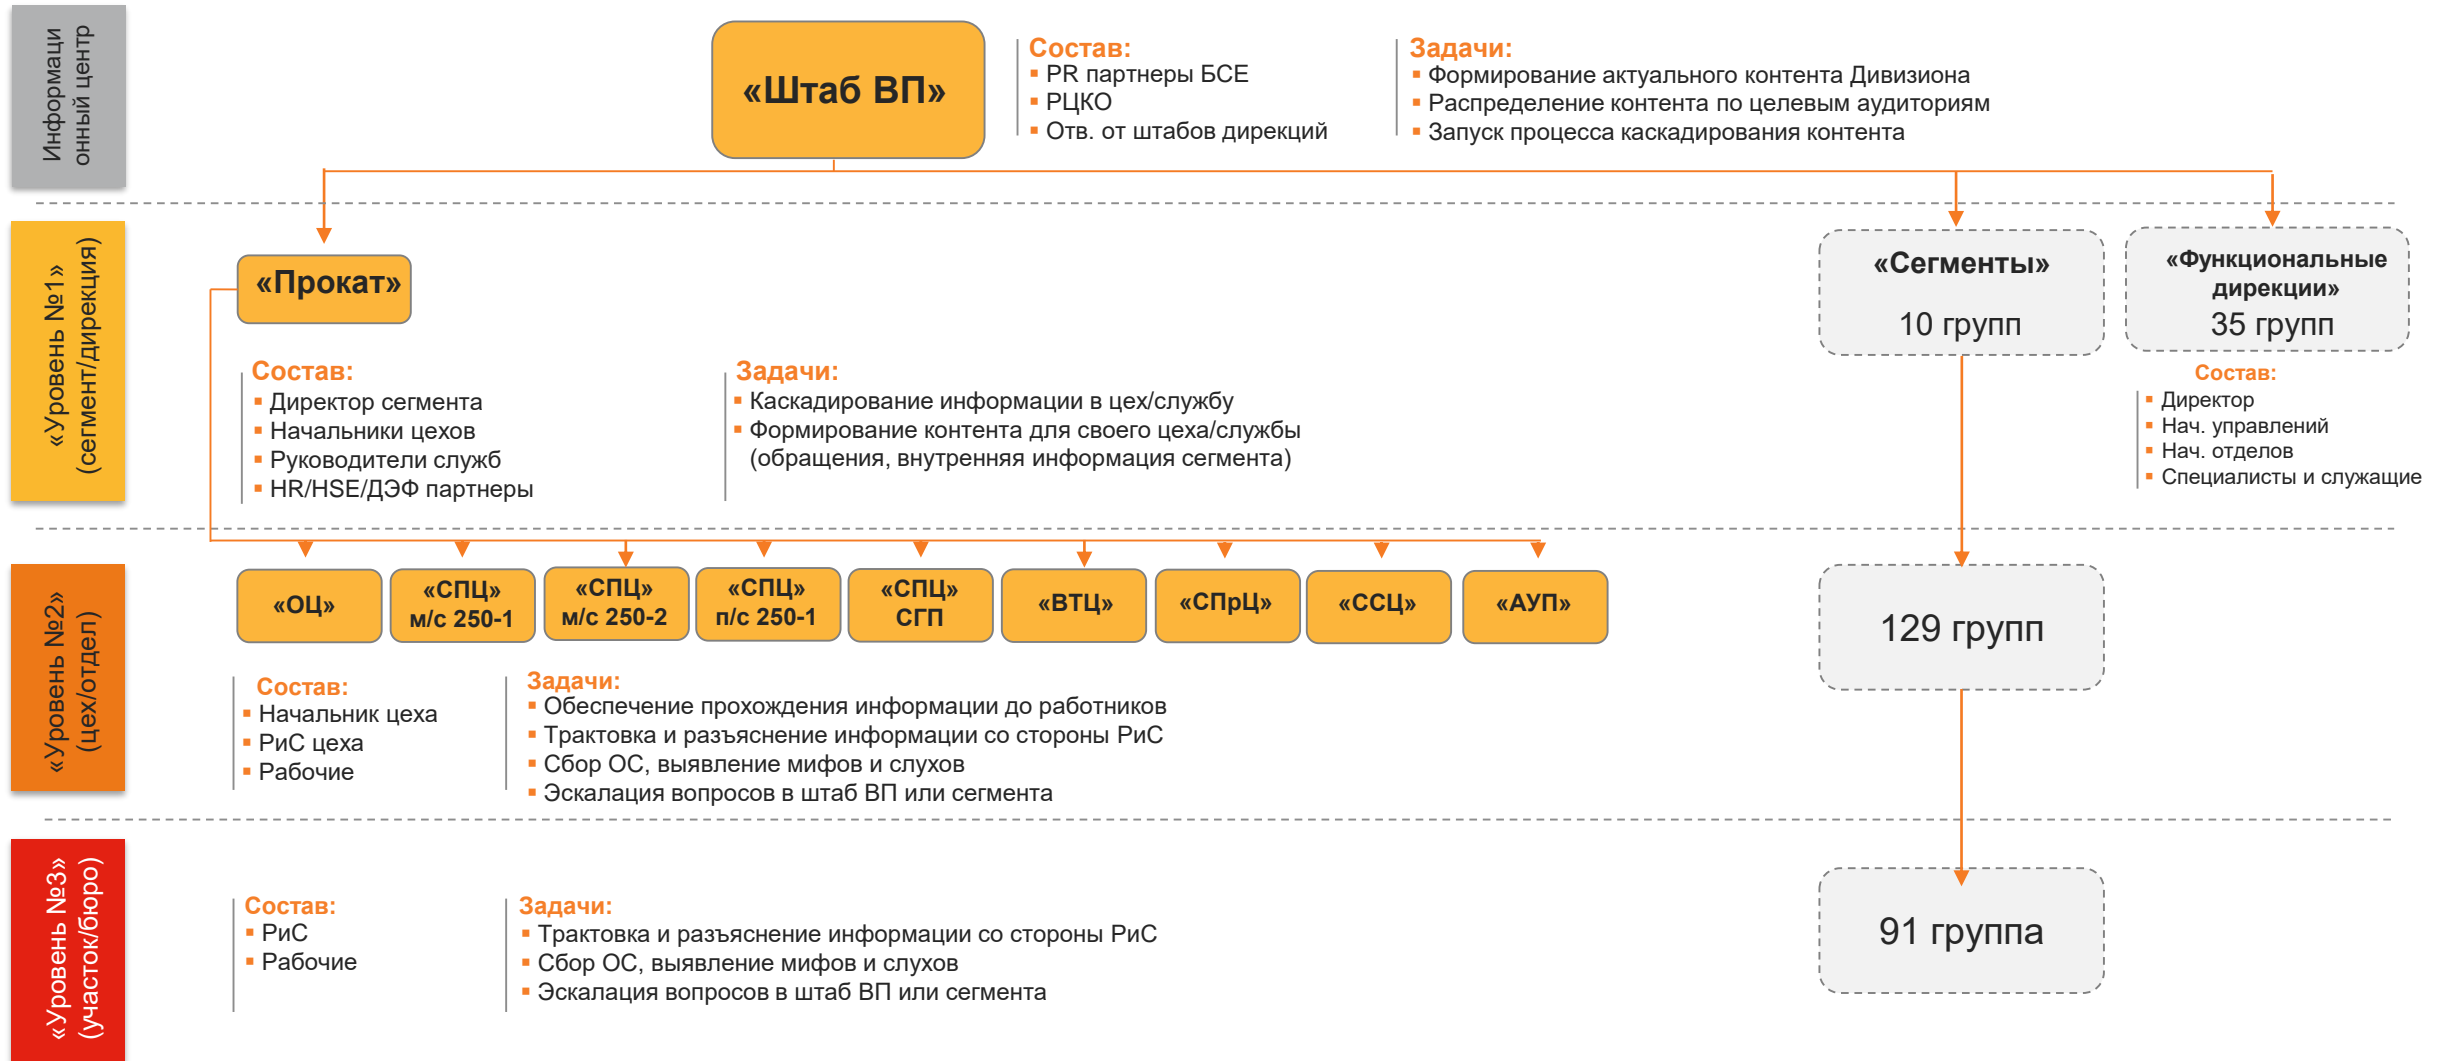 Информаци
онный центр
«Штаб ВП»
Состав:
▪ PR партнеры БСЕ
▪ РЦКО
▪ Отв. от штабов дирекций
Задачи:
▪ Формирование актуального контента Дивизиона
▪ Распределение контента по целевым аудиториям
▪ Запуск процесса каскадирования контента
«Уровень №1»
(сегмент/дирекция)
«Прокат»
«Сегменты»
10 групп
«Функциональные
дирекции»
35 групп
Состав:
▪ Директор сегмента
▪ Начальники цехов
▪ Руководители служб
▪ HR/HSE/ДЭФ партнеры
Задачи:
▪ Каскадирование информации в цех/службу
▪ Формирование контента для своего цеха/службы
(обращения, внутренняя информация сегмента)
Состав:
▪ Директор
▪ Нач. управлений
▪ Нач. отделов
▪ Специалисты и служащие
«Уровень №2»
(цех/отдел)
«ОЦ»
«СПЦ»
м/с 250-1
«СПЦ»
м/с 250-2
«СПЦ»
п/с 250-1
«СПЦ»
СГП
«ВТЦ»
«СПрЦ»
«ССЦ»
«АУП»
129 групп
Состав:
▪ Начальник цеха
▪ РиС цеха
▪ Рабочие
Задачи:
▪ Обеспечение прохождения информации до работников
▪ Трактовка и разъяснение информации со стороны РиС
▪ Сбор ОС, выявление мифов и слухов
▪ Эскалация вопросов в штаб ВП или сегмента
«Уровень №3»
(участок/бюро)
Состав:
▪ РиС
▪ Рабочие
Задачи:
▪ Трактовка и разъяснение информации со стороны РиС
▪ Сбор ОС, выявление мифов и слухов
▪ Эскалация вопросов в штаб ВП или сегмента
91 группа